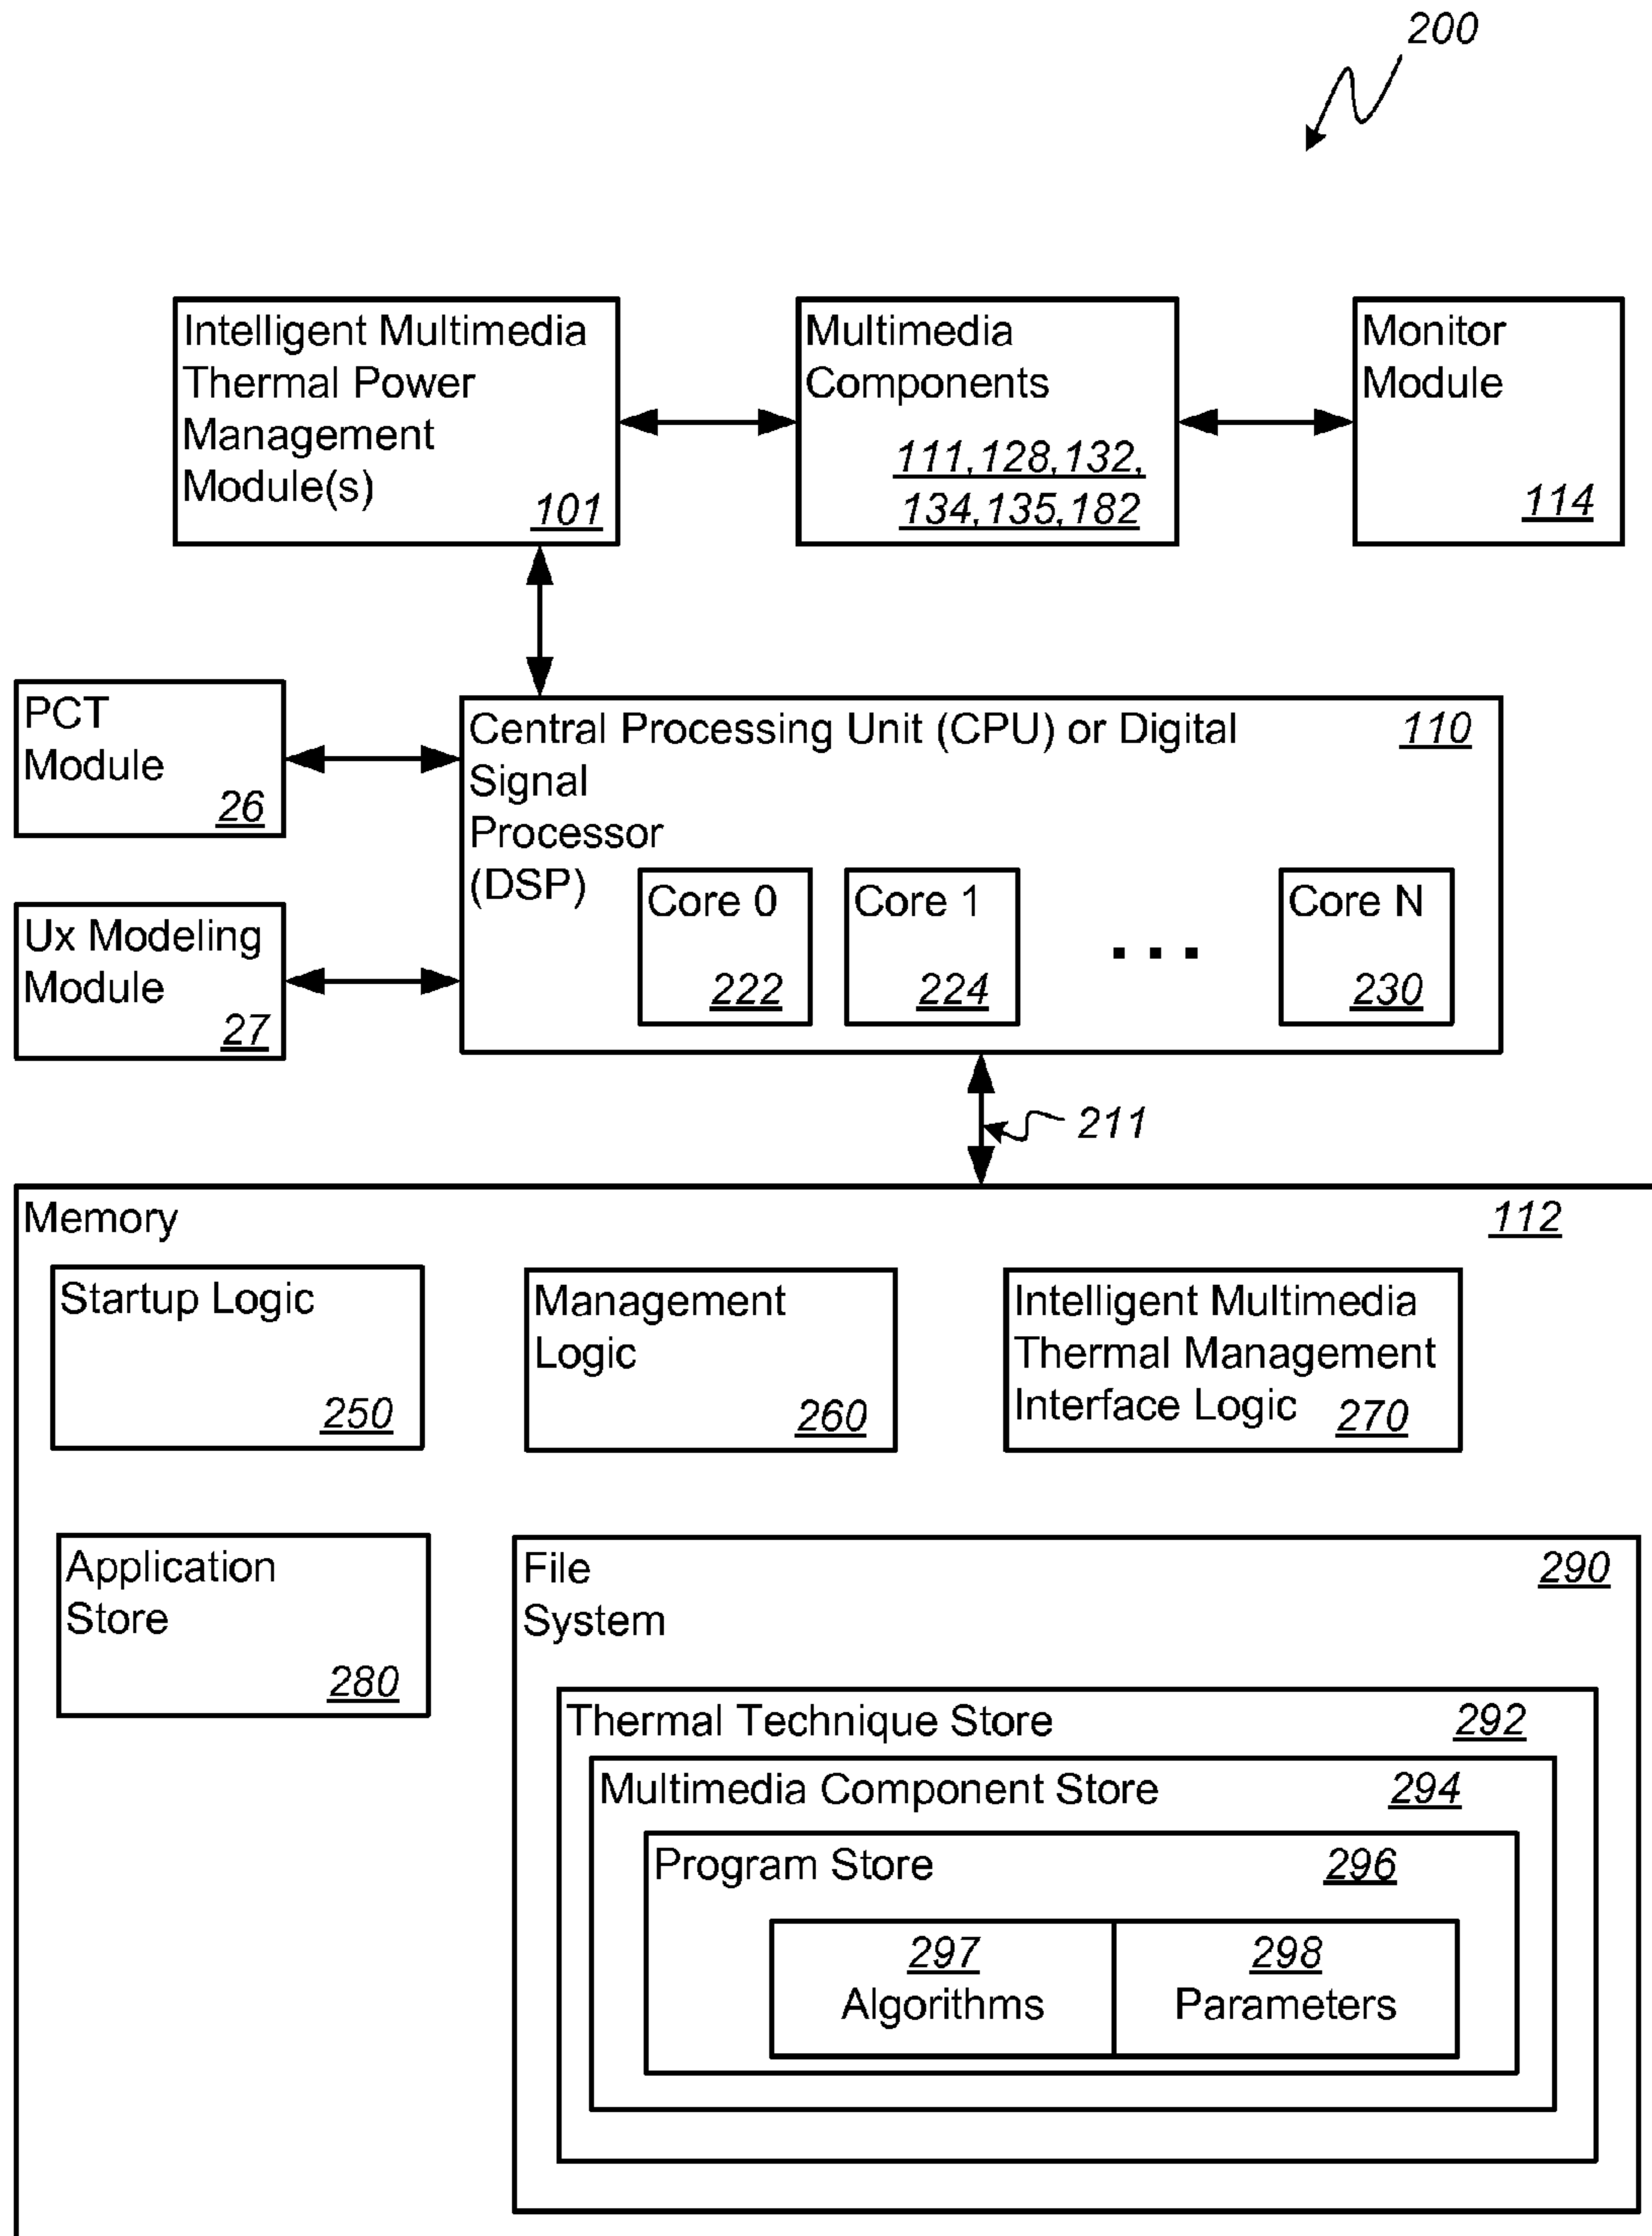 200
Intelligent Multimedia
Thermal Power
Management
Module(s)
101
Multimedia
Components
111,128,132,
134,135,182
Monitor
Module
114
PCT
Module
26
Ux Modeling
Module
27
Central Processing Unit (CPU) or Digital
Signal
Processor
(DSP)
110
Core 0
222
Core 1
224
...
Core N
230
211
Memory
112
Startup Logic
250
Management
Logic
260
Intelligent Multimedia
Thermal Management
Interface Logic
270
Application
Store
280
File
System
290
Thermal Technique Store
292
Multimedia Component Store
294
Program Store
296
297
Algorithms
298
Parameters